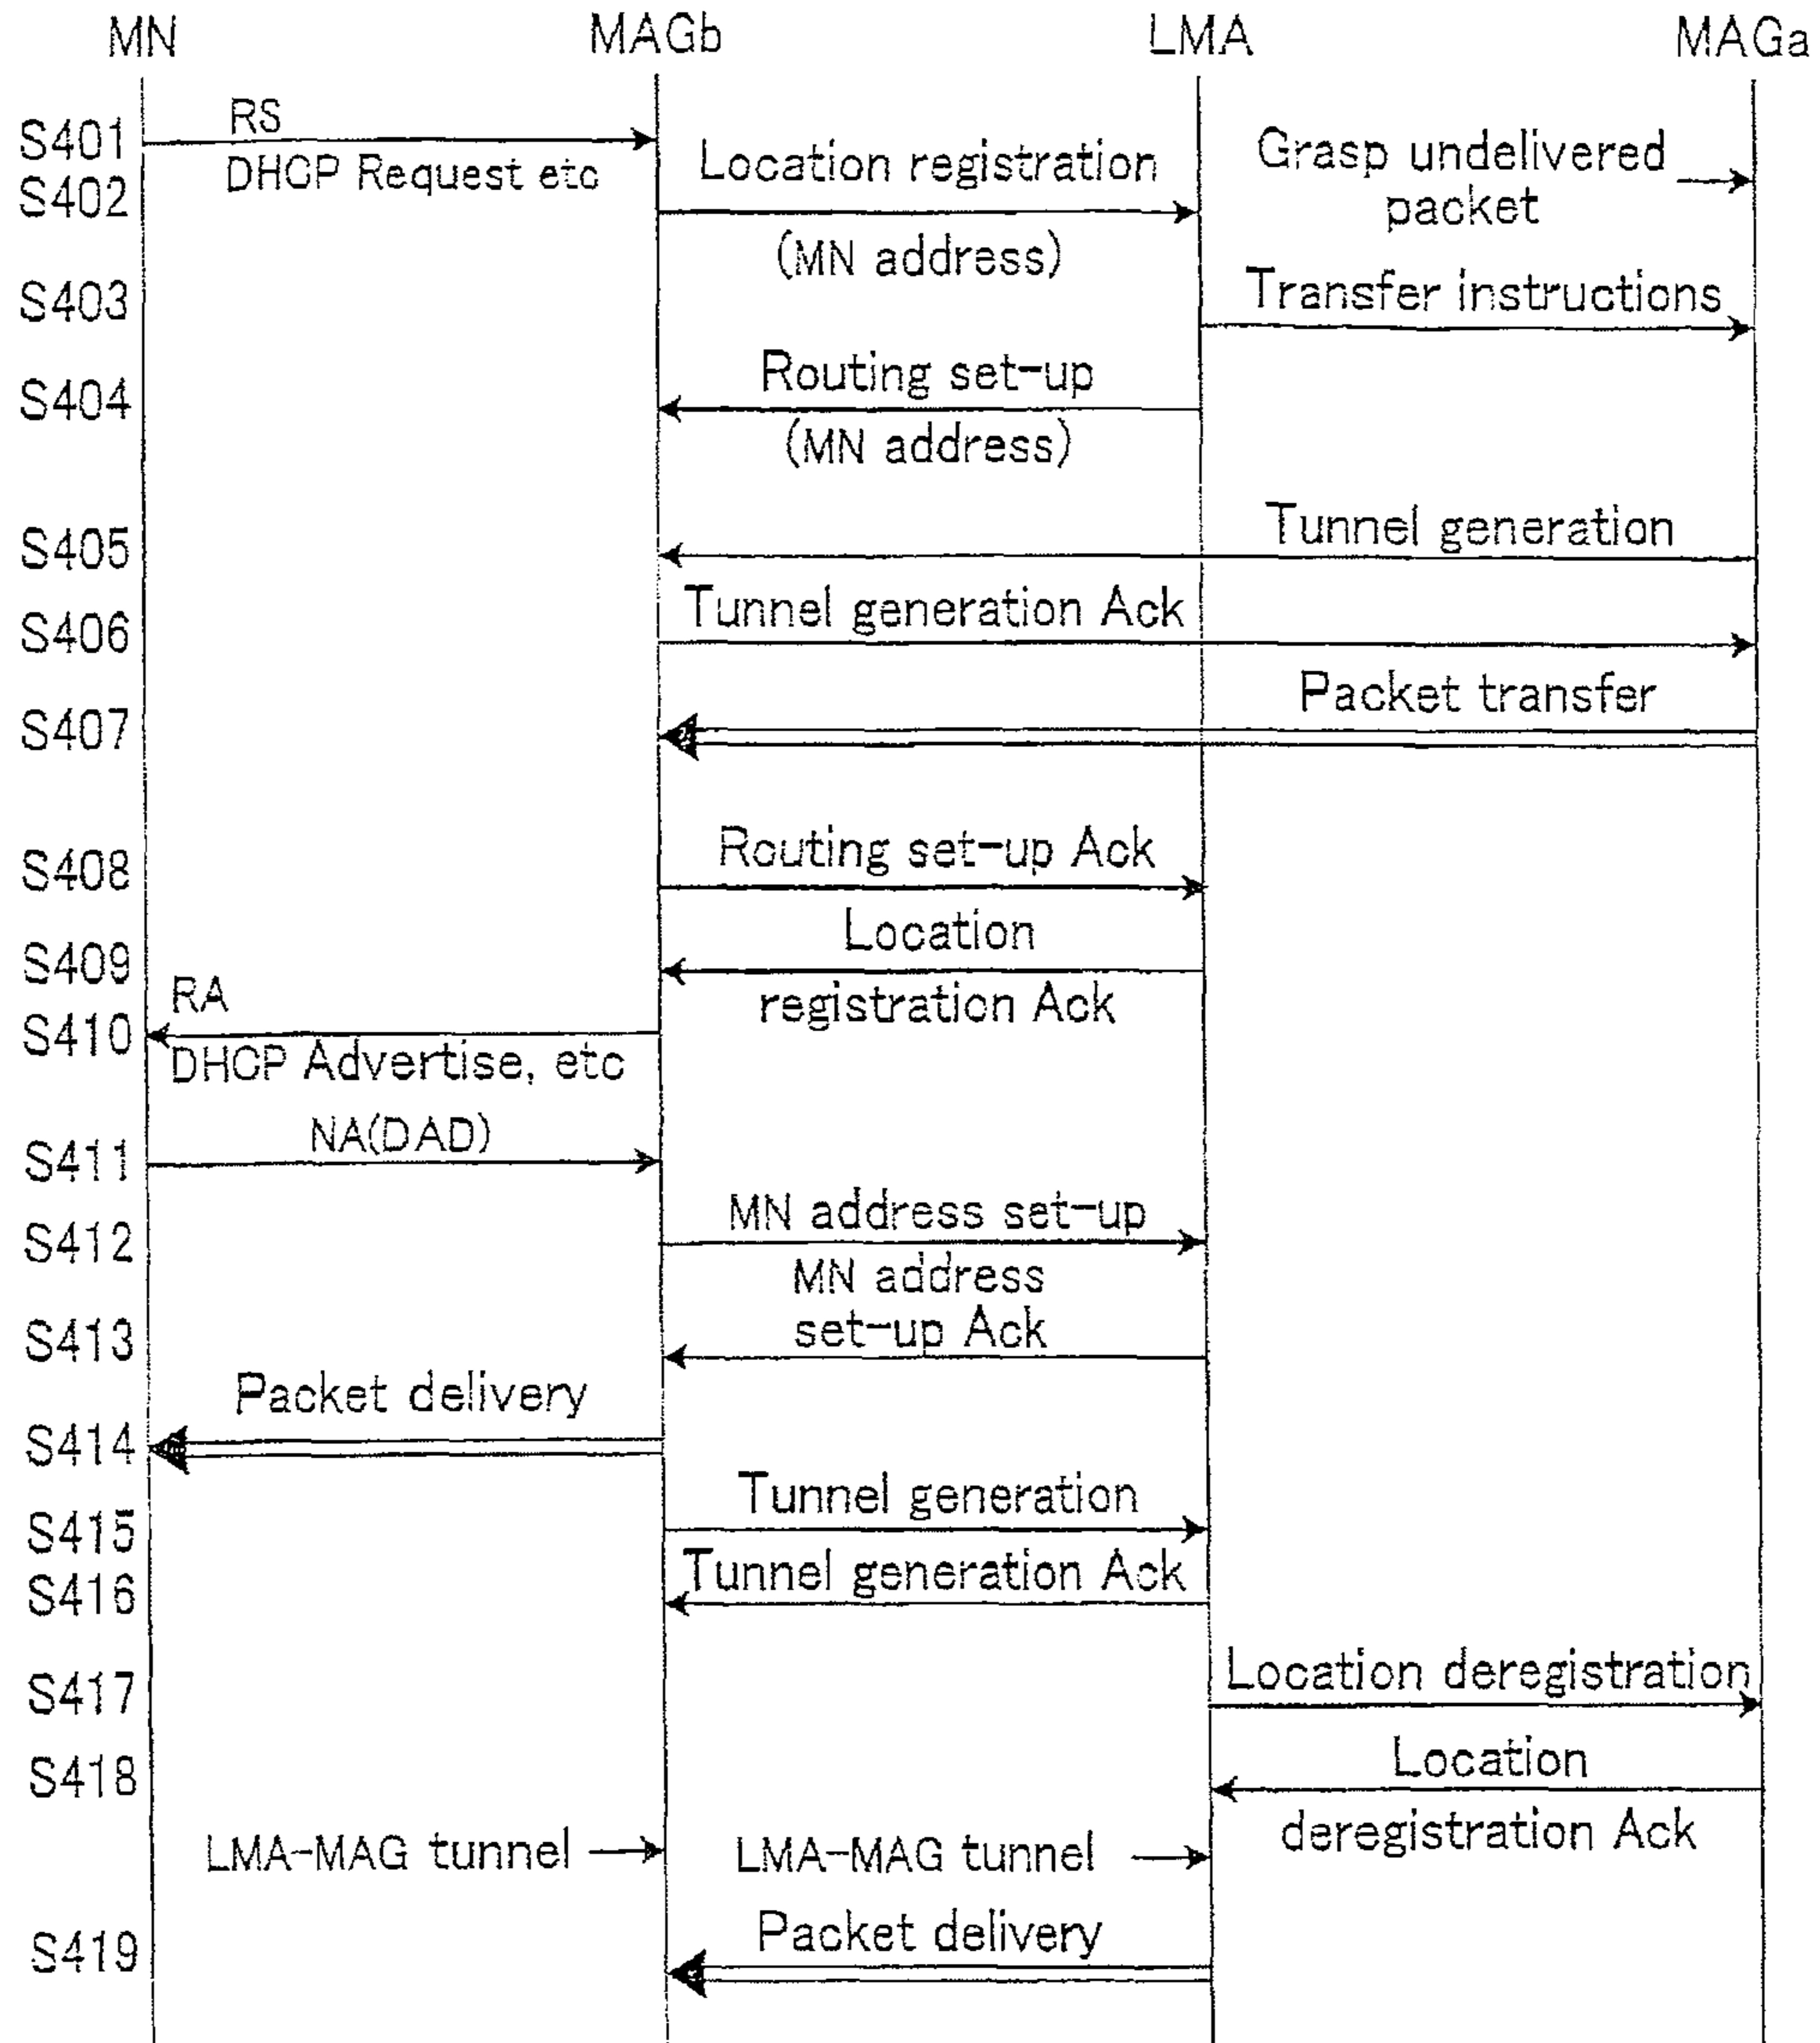 MN MAGb LMA MAGa
S401 RS
DHCP Request etc
S402 Location registration
(MN address)
Grasp undelivered
packet
S403 Transfer instructions
S404 Routing set-up
(MN address)
S405 Tunnel generation
S406 Tunnel generation Ack
S407 Packet transfer
S408 Routing set-up Ack
S409 Location
registration Ack
S410 RA
DHCP Advertise, etc
S411 NA(DAD)
S412 MN address set-up
S413 MN address
set-up Ack
S414 Packet delivery
S415 Tunnel generation
S416 Tunnel generation Ack
S417 Location deregistration
S418 Location
deregistration Ack
LMA-MAG tunnel LMA-MAG tunnel
S419 Packet delivery